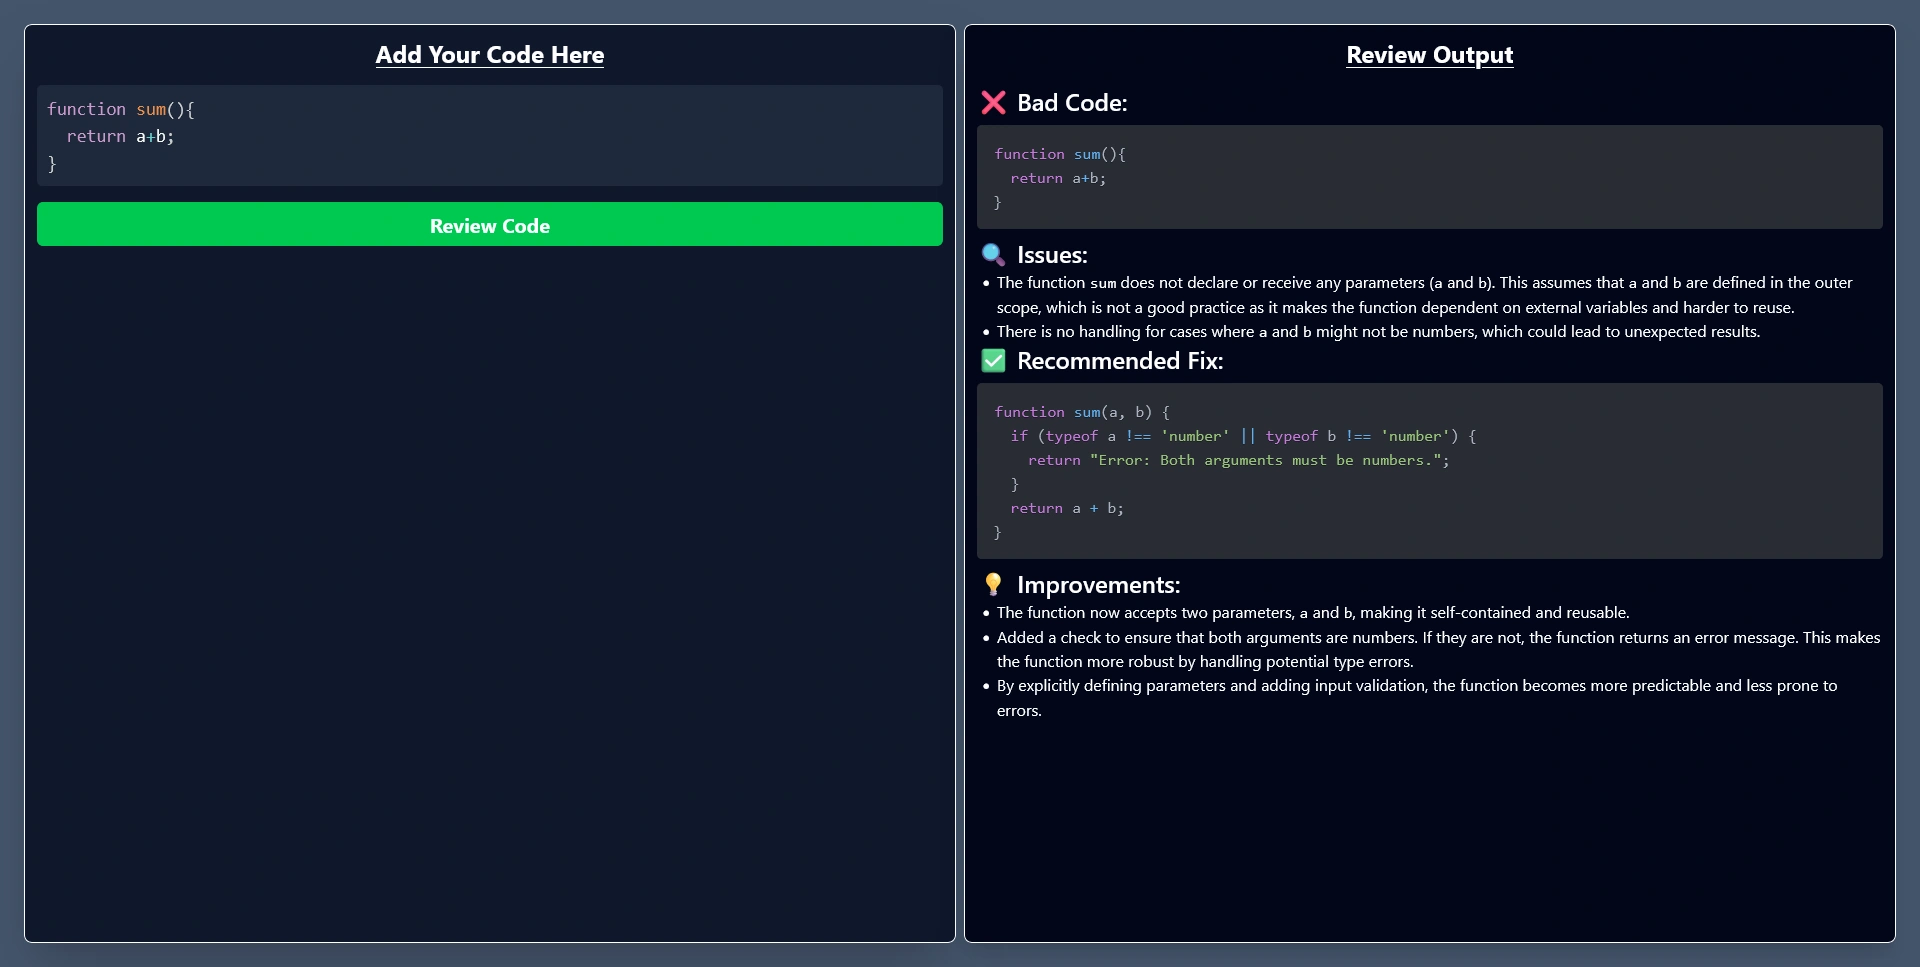 Add Your Code Here
function sum(){
  return a+b;
}
Review Code
Review Output
❌ Bad Code:
function sum(){
  return a+b;
}
🔍 Issues:
• The function sum does not declare or receive any parameters (a and b). This assumes that a and b are defined in the outer
scope, which is not a good practice as it makes the function dependent on external variables and harder to reuse.
• There is no handling for cases where a and b might not be numbers, which could lead to unexpected results.
✅ Recommended Fix:
function sum(a, b) {
  if (typeof a !== 'number' || typeof b !== 'number') {
    return "Error: Both arguments must be numbers.";
  }
  return a + b;
}
💡 Improvements:
• The function now accepts two parameters, a and b, making it self-contained and reusable.
• Added a check to ensure that both arguments are numbers. If they are not, the function returns an error message. This makes
the function more robust by handling potential type errors.
• By explicitly defining parameters and adding input validation, the function becomes more predictable and less prone to
errors.